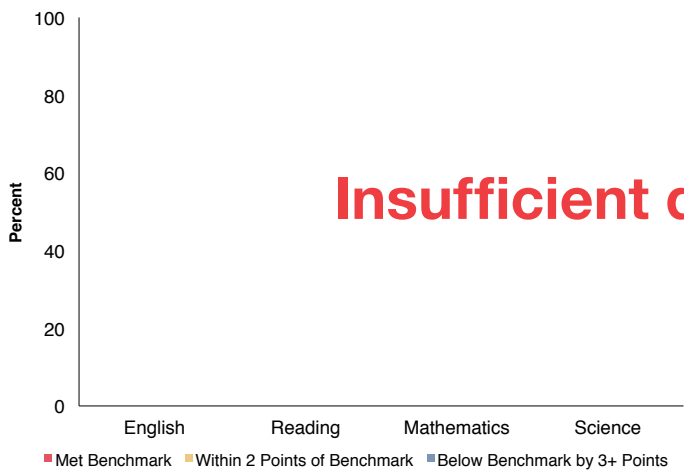 100
80
60
40
20
0
Percent
Insufficient
English Reading Mathematics Science
Met Benchmark Within 2 Points of Benchmark Below Benchmark by 3+ Points